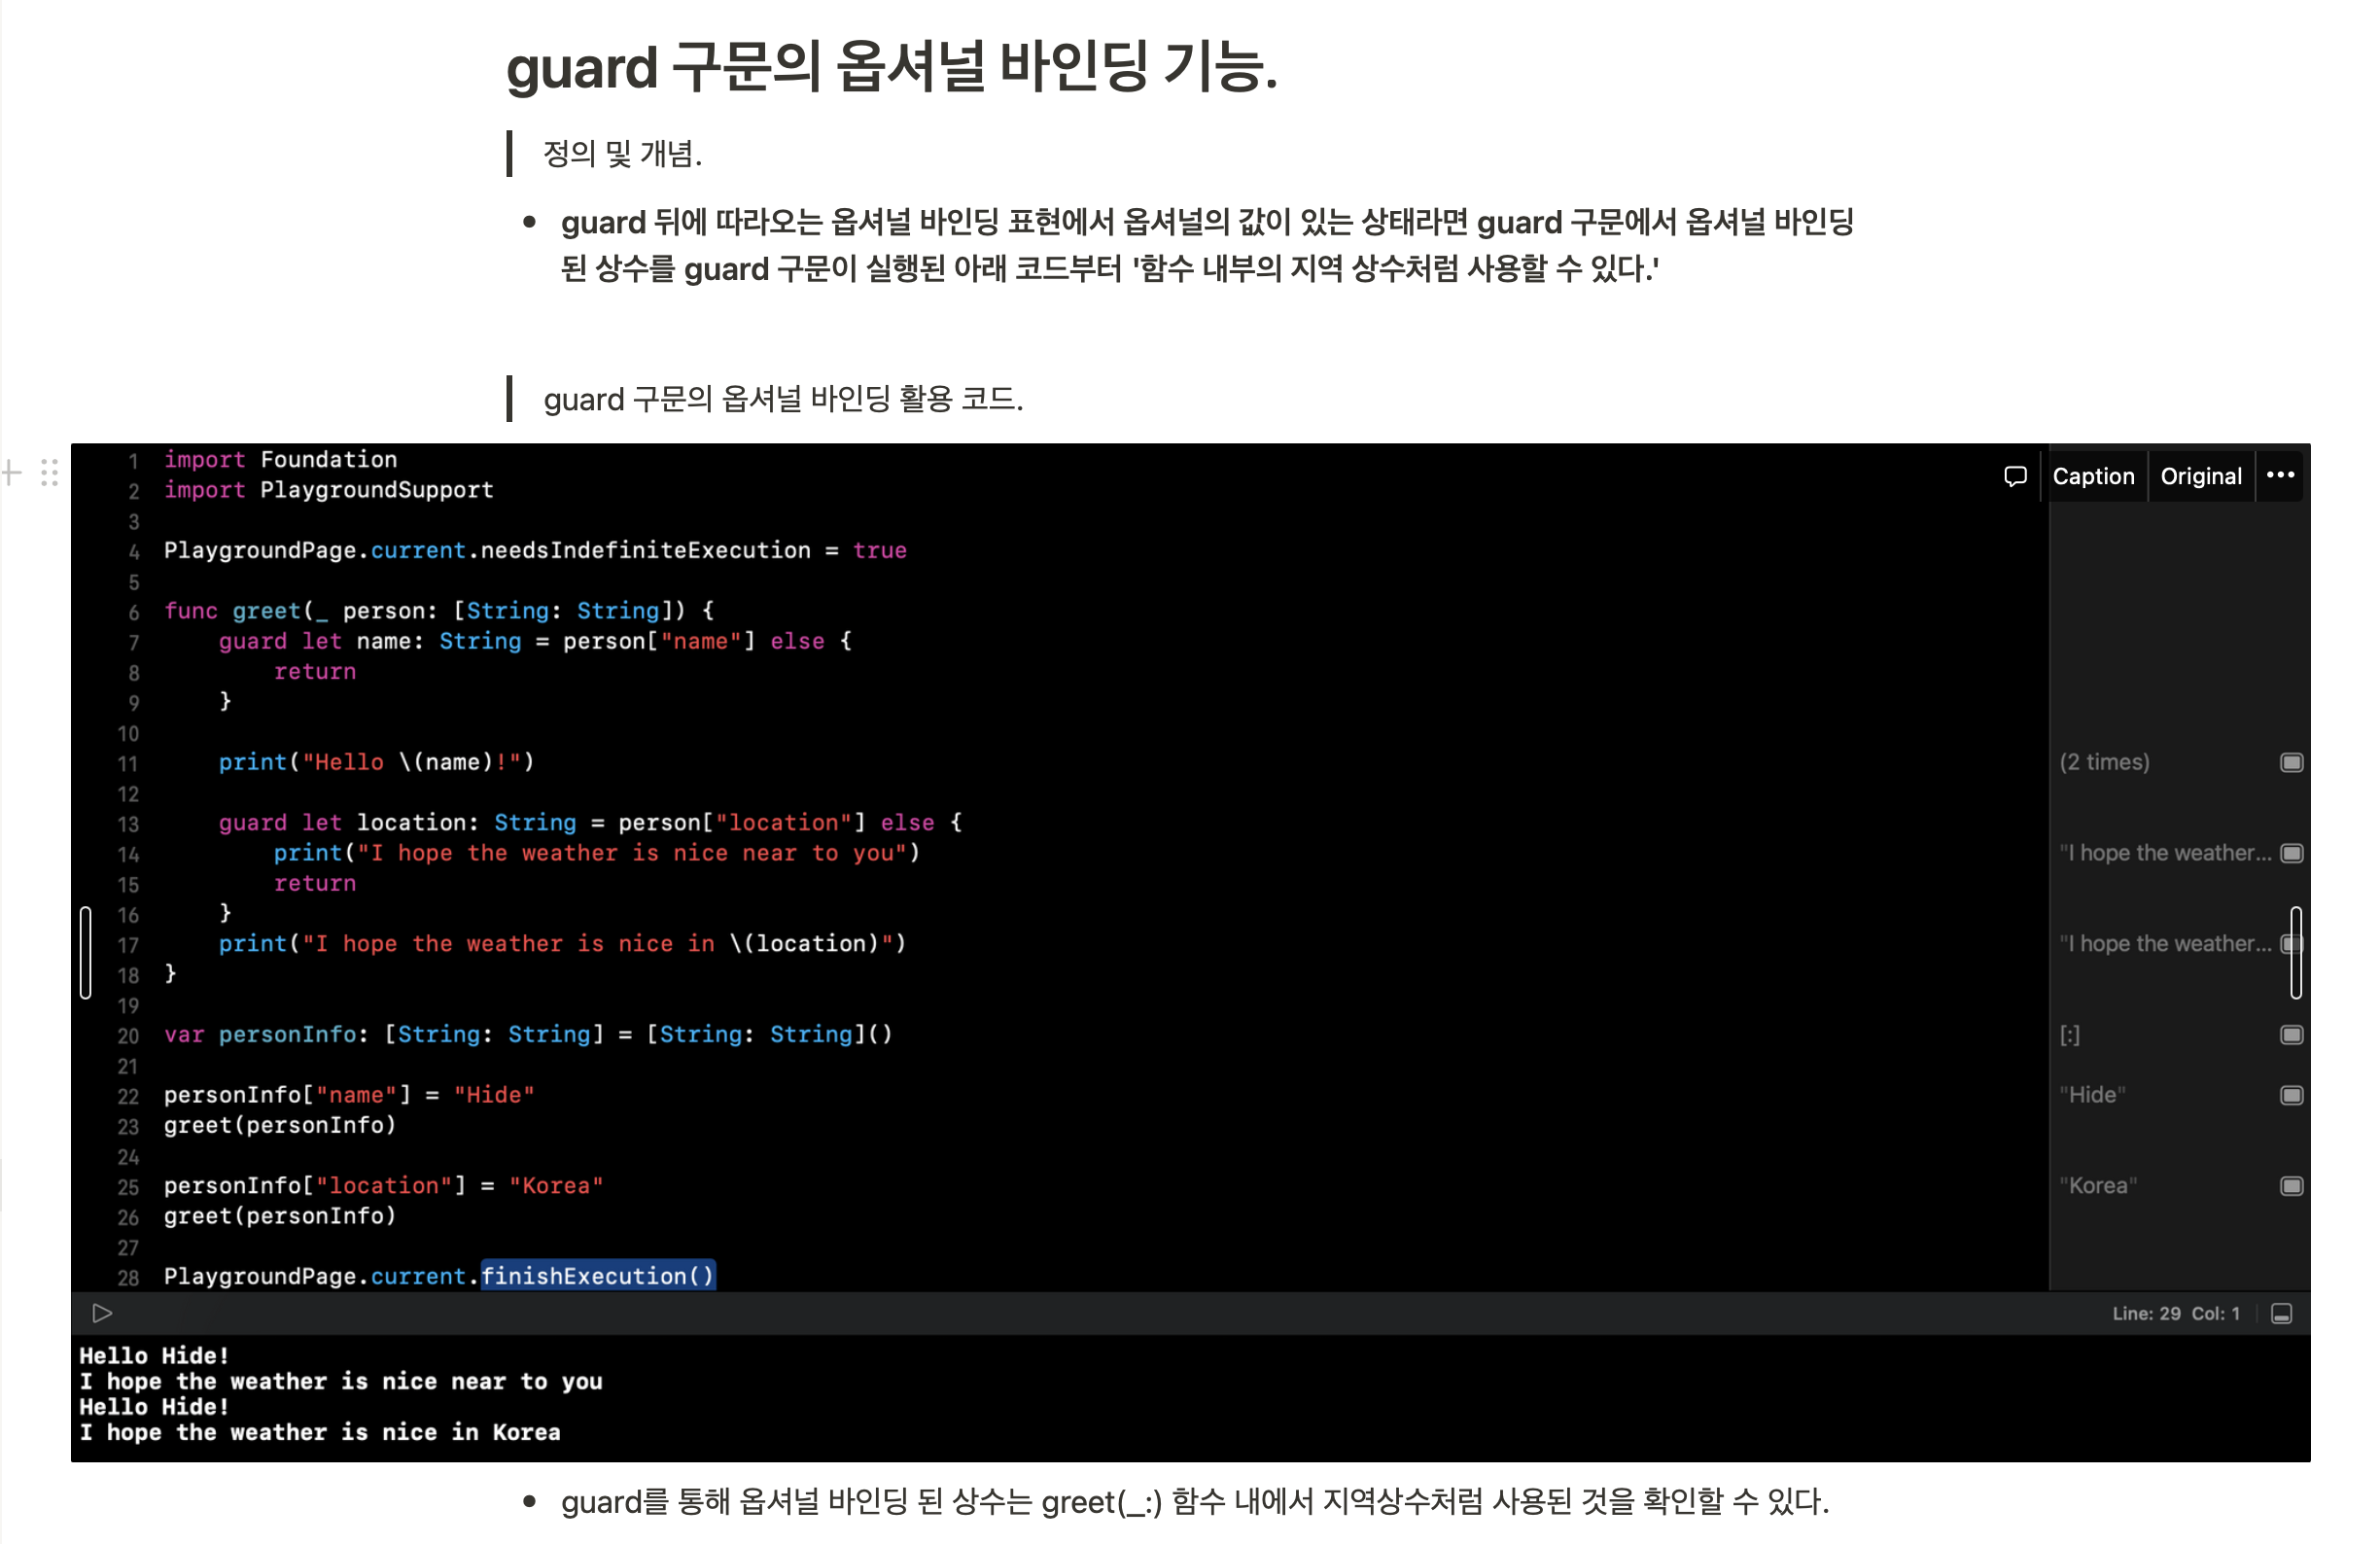 guard 구문의 옵셔널 바인딩 기능.
정의 및 개념.
• guard 뒤에 따라오는 옵셔널 바인딩 표현에서 옵셔널의 값이 있는 상태라면 guard 구문에서 옵셔널 바인딩
된 상수를 guard 구문이 실행된 아래 코드부터 '함수 내부의 지역 상수처럼 사용할 수 있다.'
guard 구문의 옵셔널 바인딩 활용 코드.
Caption Original •••
1 import Foundation
2 import PlaygroundSupport
3
4 PlaygroundPage.current.needsIndefiniteExecution = true
5
6 func greet(_ person: [String: String]) {
7     guard let name: String = person["name"] else {
8         return
9     }
10
11     print("Hello \(name)!") (2 times)
12
13     guard let location: String = person["location"] else {
14         print("I hope the weather is nice near to you") "I hope the weather...
15         return
16     }
17     print("I hope the weather is nice in \(location)") "I hope the weather...
18 }
19
20 var personInfo: [String: String] = [String: String]() [:]
21
22 personInfo["name"] = "Hide" "Hide"
23 greet(personInfo)
24
25 personInfo["location"] = "Korea" "Korea"
26 greet(personInfo)
27
28 PlaygroundPage.current.finishExecution()
Line: 29 Col: 1
Hello Hide!
I hope the weather is nice near to you
Hello Hide!
I hope the weather is nice in Korea
• guard를 통해 옵셔널 바인딩 된 상수는 greet(_:) 함수 내에서 지역상수처럼 사용된 것을 확인할 수 있다.